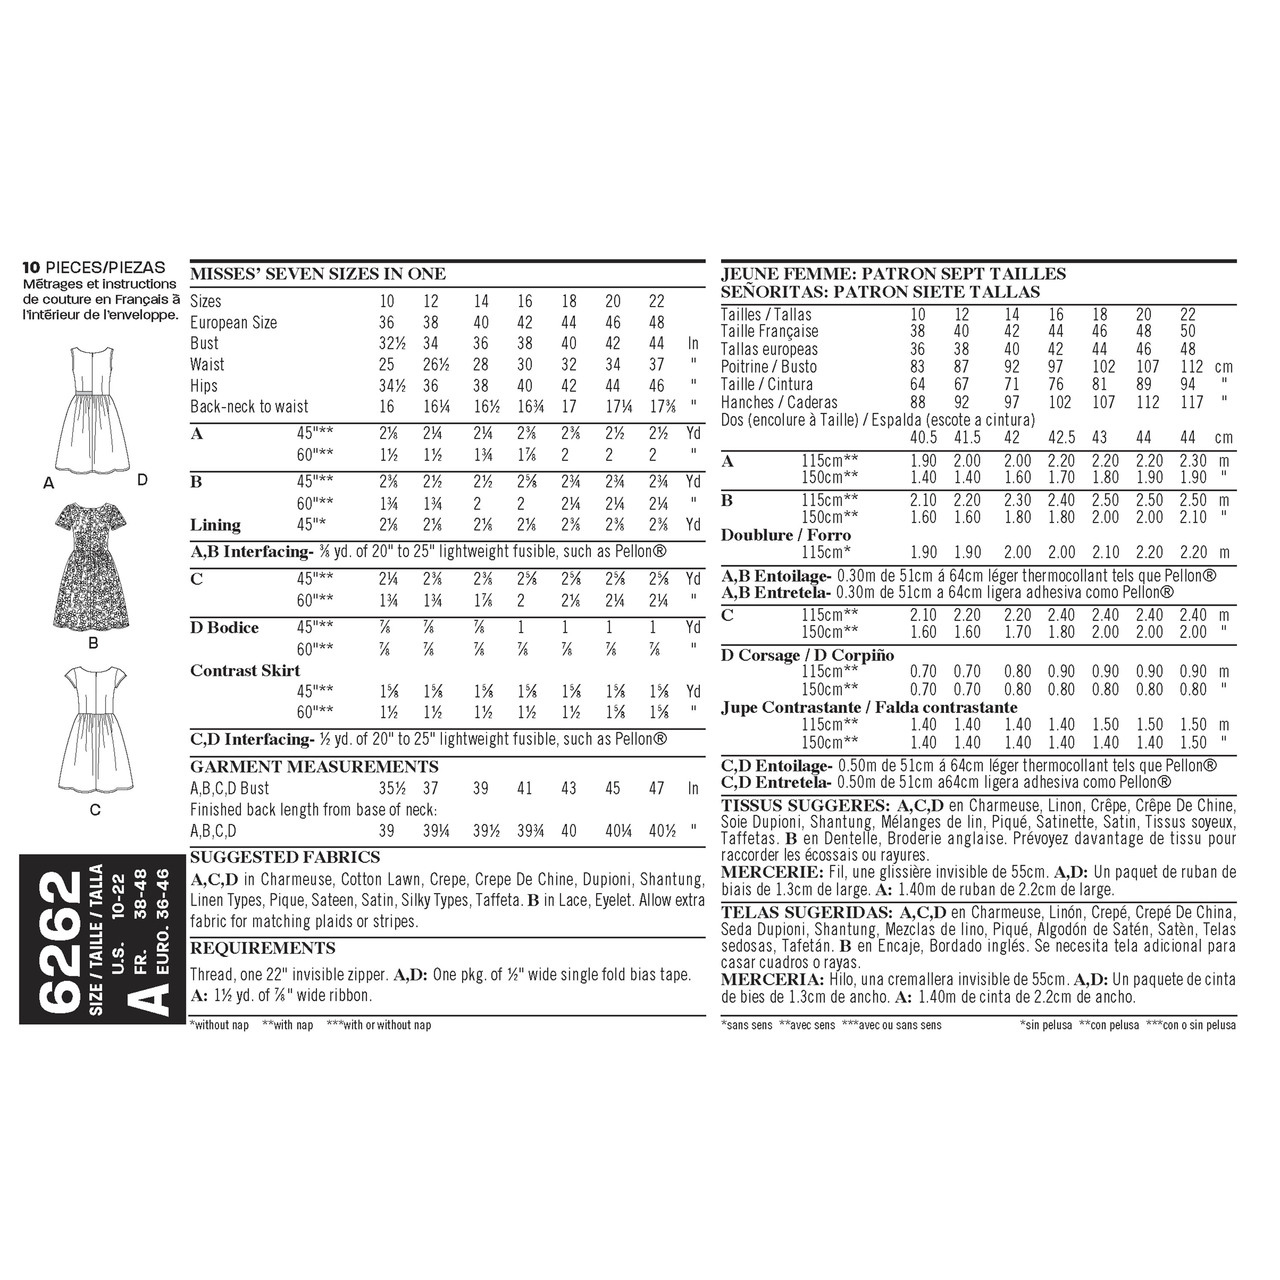 10 PIECES/PIEZAS
Métrages et instructions
de couture en Français à
l'intérieur de l'enveloppe.
A D
B
C
6262
SIZE / TAILLE / TALLA
U.S. 10-22
FR. 38-48
EURO. 36-46
A
MISSES' SEVEN SIZES IN ONE
Sizes 10 12 14 16 18 20 22
European Size 36 38 40 42 44 46 48
Bust 32½ 34 36 38 40 42 44 In
Waist 25 26½ 28 30 32 34 37 "
Hips 34½ 36 38 40 42 44 46 "
Back-neck to waist 16 16¼ 16½ 16¾ 17 17¼ 17⅜ "
A 45"** 2⅛ 2¼ 2¼ 2⅜ 2⅜ 2½ 2½ Yd
60"** 1½ 1½ 1¾ 1⅞ 2 2 2 "
B 45"** 2⅜ 2½ 2½ 2⅝ 2¾ 2¾ 2¾ Yd
60"** 1¾ 1¾ 2 2 2¼ 2¼ 2¼ "
Lining 45"* 2⅛ 2⅛ 2⅛ 2⅛ 2⅜ 2⅜ 2⅜ Yd
A,B Interfacing- ⅜ yd. of 20" to 25" lightweight fusible, such as Pellon®
C 45"** 2¼ 2⅜ 2⅜ 2⅝ 2⅝ 2⅝ 2⅝ Yd
60"** 1¾ 1¾ 1⅞ 2 2⅛ 2¼ 2¼ "
D Bodice 45"** ⅞ ⅞ ⅞ 1 1 1 1 Yd
60"** ⅞ ⅞ ⅞ ⅞ ⅞ ⅞ ⅞ "
Contrast Skirt
45"** 1⅝ 1⅝ 1⅝ 1⅝ 1⅝ 1⅝ 1⅝ Yd
60"** 1½ 1½ 1½ 1½ 1½ 1⅝ 1⅝ "
C,D Interfacing- ½ yd. of 20" to 25" lightweight fusible, such as Pellon®
GARMENT MEASUREMENTS
A,B,C,D Bust 35½ 37 39 41 43 45 47 In
Finished back length from base of neck:
A,B,C,D 39 39¼ 39½ 39¾ 40 40¼ 40½ "
SUGGESTED FABRICS
A,C,D in Charmeuse, Cotton Lawn, Crepe, Crepe De Chine, Dupioni, Shantung,
Linen Types, Pique, Sateen, Satin, Silky Types, Taffeta. B in Lace, Eyelet. Allow extra
fabric for matching plaids or stripes.
REQUIREMENTS
Thread, one 22" invisible zipper. A,D: One pkg. of ½" wide single fold bias tape.
A: 1½ yd. of ⅞" wide ribbon.
*without nap **with nap ***with or without nap
JEUNE FEMME: PATRON SEPT TAILLES
SEÑORITAS: PATRON SIETE TALLAS
Tailles / Tallas 10 12 14 16 18 20 22
Taille Française 38 40 42 44 46 48 50
Tallas europeas 36 38 40 42 44 46 48
Poitrine / Busto 83 87 92 97 102 107 112 cm
Taille / Cintura 64 67 71 76 81 89 94 "
Hanches / Caderas 88 92 97 102 107 112 117 "
Dos (encolure à Taille) / Espalda (escote a cintura)
40.5 41.5 42 42.5 43 44 44 cm
A 115cm** 1.90 2.00 2.00 2.20 2.20 2.20 2.30 m
150cm** 1.40 1.40 1.60 1.70 1.80 1.90 1.90 "
B 115cm** 2.10 2.20 2.30 2.40 2.50 2.50 2.50 m
150cm** 1.60 1.60 1.80 1.80 2.00 2.00 2.10 "
Doublure / Forro
115cm* 1.90 1.90 2.00 2.00 2.10 2.20 2.20 m
A,B Entoilage- 0.30m de 51cm á 64cm léger thermocollant tels que Pellon®
A,B Entretela- 0.30m de 51cm a 64cm ligera adhesiva como Pellon®
C 115cm** 2.10 2.20 2.20 2.40 2.40 2.40 2.40 m
150cm** 1.60 1.60 1.70 1.80 2.00 2.00 2.00 "
D Corsage / D Corpiño
115cm** 0.70 0.70 0.80 0.90 0.90 0.90 0.90 m
150cm** 0.70 0.70 0.80 0.80 0.80 0.80 0.80 "
Jupe Contrastante / Falda contrastante
115cm** 1.40 1.40 1.40 1.40 1.50 1.50 1.50 m
150cm** 1.40 1.40 1.40 1.40 1.40 1.40 1.50 "
C,D Entoilage- 0.50m de 51cm á 64cm léger thermocollant tels que Pellon®
C,D Entretela- 0.50m de 51cm a64cm ligera adhesiva como Pellon®
TISSUS SUGGERES: A,C,D en Charmeuse, Linon, Crêpe, Crêpe De Chine,
Soie Dupioni, Shantung, Mélanges de lin, Piqué, Satinette, Satin, Tissus soyeux,
Taffetas. B en Dentelle, Broderie anglaise. Prévoyez davantage de tissu pour
raccorder les écossais ou rayures.
MERCERIE: Fil, une glissière invisible de 55cm. A,D: Un paquet de ruban de
biais de 1.3cm de large. A: 1.40m de ruban de 2.2cm de large.
TELAS SUGERIDAS: A,C,D en Charmeuse, Linón, Crepé, Crepé De China,
Seda Dupioni, Shantung, Mezclas de lino, Piqué, Algodón de Satén, Satèn, Telas
sedosas, Tafetán. B en Encaje, Bordado inglés. Se necesita tela adicional para
casar cuadros o rayas.
MERCERIA: Hilo, una cremallera invisible de 55cm. A,D: Un paquete de cinta
de bies de 1.3cm de ancho. A: 1.40m de cinta de 2.2cm de ancho.
*sans sens **avec sens ***avec ou sans sens *sin pelusa **con pelusa ***con o sin pelusa